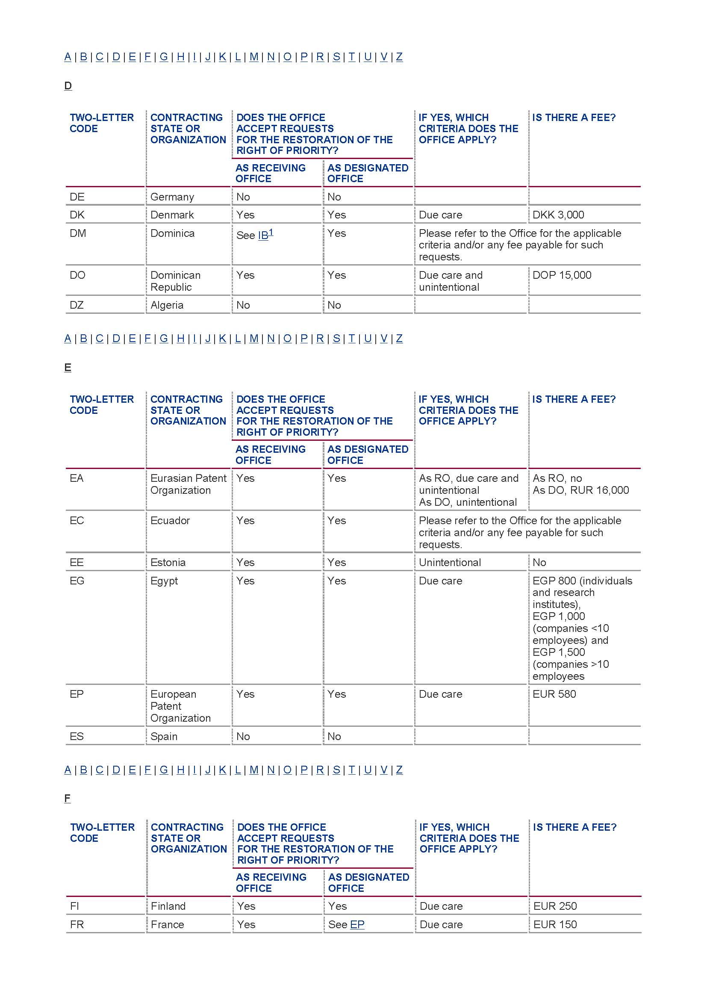 A | B | C | D | E | F | G | H | I | J | K | L | M | N | O | P | R | S | T | U | V | Z
D
TWO-LETTER CODE
CONTRACTING STATE OR ORGANIZATION
DOES THE OFFICE ACCEPT REQUESTS FOR THE RESTORATION OF THE RIGHT OF PRIORITY?
IF YES, WHICH CRITERIA DOES THE OFFICE APPLY?
IS THERE A FEE?
AS RECEIVING OFFICE
AS DESIGNATED OFFICE
DE Germany No No
DK Denmark Yes Yes Due care DKK 3,000
DM Dominica See IB1 Yes Please refer to the Office for the applicable
criteria and/or any fee payable for such
requests.
DO Dominican Republic Yes Yes Due care and unintentional DOP 15,000
DZ Algeria No No
A | B | C | D | E | F | G | H | I | J | K | L | M | N | O | P | R | S | T | U | V | Z
E
TWO-LETTER CODE
CONTRACTING STATE OR ORGANIZATION
DOES THE OFFICE ACCEPT REQUESTS FOR THE RESTORATION OF THE RIGHT OF PRIORITY?
IF YES, WHICH CRITERIA DOES THE OFFICE APPLY?
IS THERE A FEE?
AS RECEIVING OFFICE
AS DESIGNATED OFFICE
EA Eurasian Patent Organization Yes Yes As RO, due care and unintentional As DO, unintentional As RO, no As DO, RUR 16,000
EC Ecuador Yes Yes Please refer to the Office for the applicable
criteria and/or any fee payable for such
requests.
EE Estonia Yes Yes Unintentional No
EG Egypt Yes Yes Due care EGP 800 (individuals
and research
institutes),
EGP 1,000
(companies <10
employees) and
EGP 1,500
(companies >10
employees
EP European Patent Organization Yes Yes Due care EUR 580
ES Spain No No
A | B | C | D | E | F | G | H | I | J | K | L | M | N | O | P | R | S | T | U | V | Z
F
TWO-LETTER CODE
CONTRACTING STATE OR ORGANIZATION
DOES THE OFFICE ACCEPT REQUESTS FOR THE RESTORATION OF THE RIGHT OF PRIORITY?
IF YES, WHICH CRITERIA DOES THE OFFICE APPLY?
IS THERE A FEE?
AS RECEIVING OFFICE
AS DESIGNATED OFFICE
FI Finland Yes Yes Due care EUR 250
FR France Yes See EP Due care EUR 150